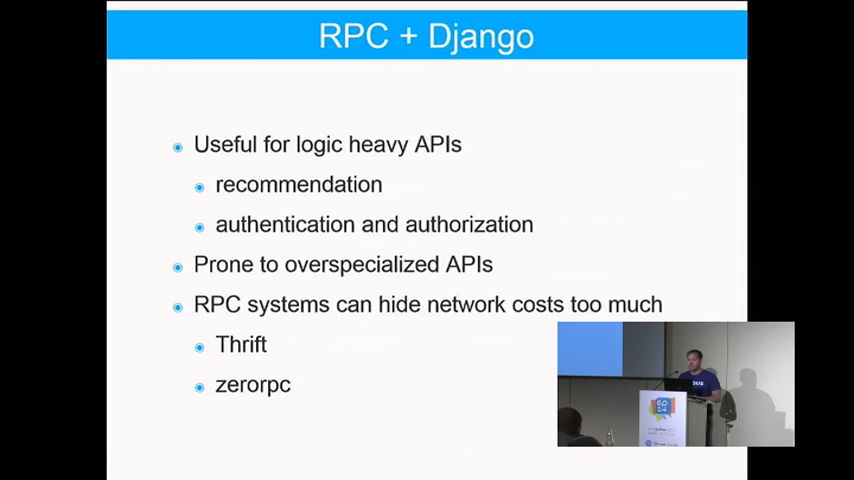 RPC + Django
Useful for logic heavy APIs
recommendation
authentication and authorization
Prone to overspecialized APIs
RPC systems can hide network costs too much
Thrift
zerorpc